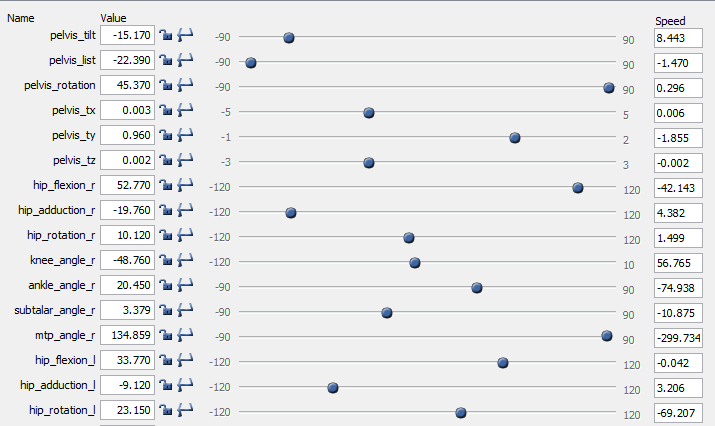 Name Value Speed
pelvis_tilt -15.170 -90 90 8.443
pelvis_list -22.390 -90 90 -1.470
pelvis_rotation 45.370 -90 90 0.296
pelvis_tx 0.003 -5 5 0.006
pelvis_ty 0.960 -1 2 -1.855
pelvis_tz 0.002 -3 3 -0.002
hip_flexion_r 52.770 -120 120 -42.143
hip_adduction_r -19.760 -120 120 4.382
hip_rotation_r 10.120 -120 120 1.499
knee_angle_r -48.760 -120 10 56.765
ankle_angle_r 20.450 -90 90 -74.938
subtalar_angle_r 3.379 -90 90 -10.875
mtp_angle_r 134.859 -90 90 -299.734
hip_flexion_l 33.770 -120 120 -0.042
hip_adduction_l -9.120 -120 120 3.206
hip_rotation_l 23.150 -120 120 -69.207